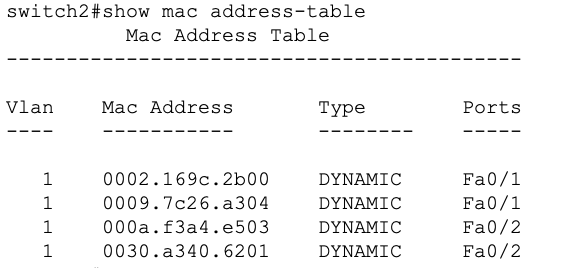 switch2#show mac address-table
Mac Address Table
-------------------------------------------
Vlan Mac Address Type Ports
---- ----------- -------- -----
1 0002.169c.2b00 DYNAMIC Fa0/1
1 0009.7c26.a304 DYNAMIC Fa0/1
1 000a.f3a4.e503 DYNAMIC Fa0/2
1 0030.a340.6201 DYNAMIC Fa0/2